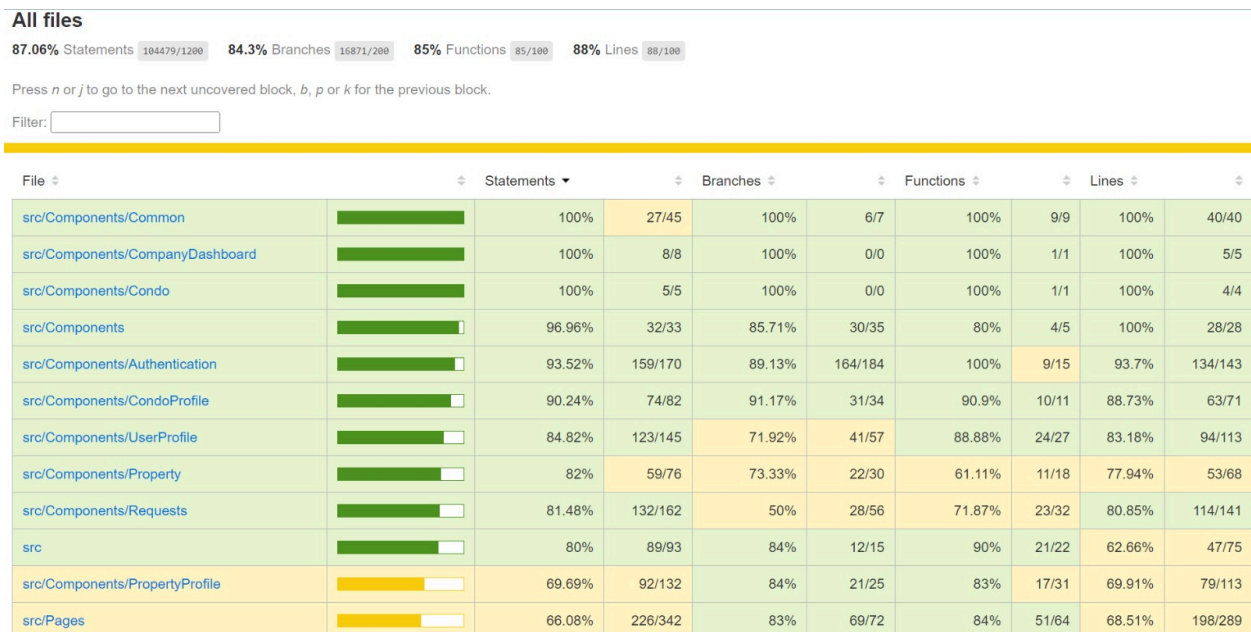 All files
87.06% Statements 104479/1200 84.3% Branches 16871/200 85% Functions 85/100 88% Lines 88/100
Press n or j to go to the next uncovered block, b, p or k for the previous block.
Filter:
File Statements Branches Functions Lines
src/Components/Common 100% 27/45 100% 6/7 100% 9/9 100% 40/40
src/Components/CompanyDashboard 100% 8/8 100% 0/0 100% 1/1 100% 5/5
src/Components/Condo 100% 5/5 100% 0/0 100% 1/1 100% 4/4
src/Components 96.96% 32/33 85.71% 30/35 80% 4/5 100% 28/28
src/Components/Authentication 93.52% 159/170 89.13% 164/184 100% 9/15 93.7% 134/143
src/Components/CondoProfile 90.24% 74/82 91.17% 31/34 90.9% 10/11 88.73% 63/71
src/Components/UserProfile 84.82% 123/145 71.92% 41/57 88.88% 24/27 83.18% 94/113
src/Components/Property 82% 59/76 73.33% 22/30 61.11% 11/18 77.94% 53/68
src/Components/Requests 81.48% 132/162 50% 28/56 71.87% 23/32 80.85% 114/141
src 80% 89/93 84% 12/15 90% 21/22 62.66% 47/75
src/Components/PropertyProfile 69.69% 92/132 84% 21/25 83% 17/31 69.91% 79/113
src/Pages 66.08% 226/342 83% 69/72 84% 51/64 68.51% 198/289